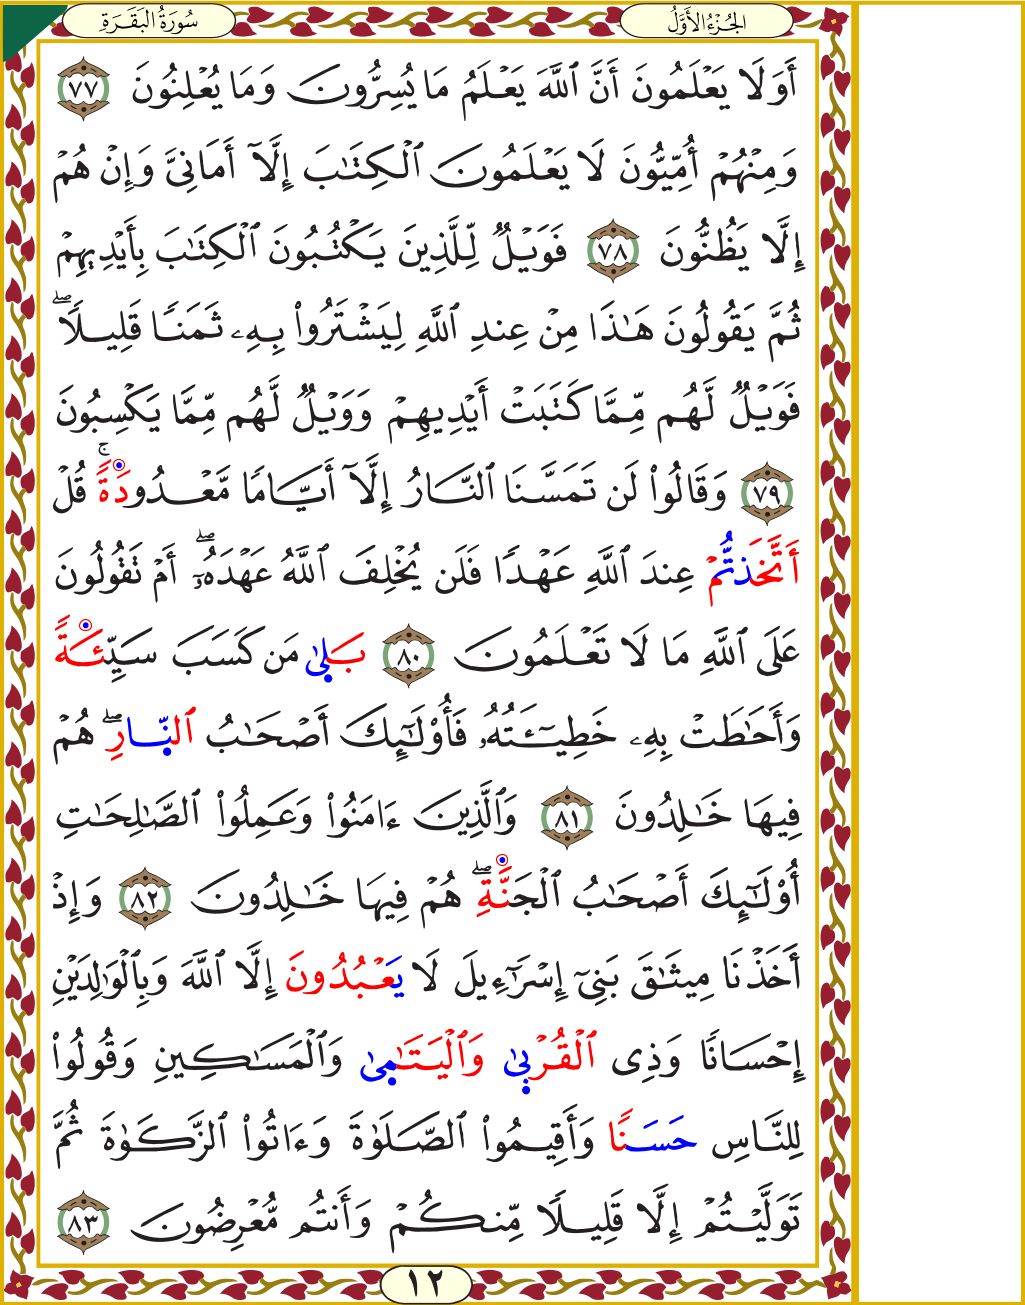 الجُزْءُ الأَوَّلُ
سُورَةُ البَقَرَةِ
أَوَلَا يَعْلَمُونَ أَنَّ ٱللَّهَ يَعْلَمُ مَا يُسِرُّونَ وَمَا يُعْلِنُونَ ٧٧
وَمِنْهُمْ أُمِّيُّونَ لَا يَعْلَمُونَ ٱلْكِتَٰبَ إِلَّآ أَمَانِىَّ وَإِنْ هُمْ
إِلَّا يَظُنُّونَ ٧٨ فَوَيْلٌ لِّلَّذِينَ يَكْتُبُونَ ٱلْكِتَٰبَ بِأَيْدِيهِمْ
ثُمَّ يَقُولُونَ هَٰذَا مِنْ عِندِ ٱللَّهِ لِيَشْتَرُوا۟ بِهِۦ ثَمَنًا قَلِيلًا ۖ
فَوَيْلٌ لَّهُم مِّمَّا كَتَبَتْ أَيْدِيهِمْ وَوَيْلٌ لَّهُم مِّمَّا يَكْسِبُونَ
٧٩ وَقَالُوا۟ لَن تَمَسَّنَا ٱلنَّارُ إِلَّآ أَيَّامًا مَّعْدُودَةً ۚ قُلْ
أَتَّخَذتُّمْ عِندَ ٱللَّهِ عَهْدًا فَلَن يُخْلِفَ ٱللَّهُ عَهْدَهُۥٓ ۖ أَمْ تَقُولُونَ
عَلَى ٱللَّهِ مَا لَا تَعْلَمُونَ ٨٠ بَلَىٰ مَن كَسَبَ سَيِّئَةً
وَأَحَٰطَتْ بِهِۦ خَطِيٓـَٔتُهُۥ فَأُو۟لَٰٓئِكَ أَصْحَٰبُ ٱلنَّارِ ۖ هُمْ
فِيهَا خَٰلِدُونَ ٨١ وَٱلَّذِينَ ءَامَنُوا۟ وَعَمِلُوا۟ ٱلصَّٰلِحَٰتِ
أُو۟لَٰٓئِكَ أَصْحَٰبُ ٱلْجَنَّةِ ۖ هُمْ فِيهَا خَٰلِدُونَ ٨٢ وَإِذْ
أَخَذْنَا مِيثَٰقَ بَنِىٓ إِسْرَٰٓءِيلَ لَا يَعْبُدُونَ إِلَّا ٱللَّهَ وَبِٱلْوَٰلِدَيْنِ
إِحْسَانًا وَذِى ٱلْقُرْبَىٰ وَٱلْيَتَٰمَىٰ وَٱلْمَسَٰكِينِ وَقُولُوا۟
لِلنَّاسِ حَسَنًا وَأَقِيمُوا۟ ٱلصَّلَوٰةَ وَءَاتُوا۟ ٱلزَّكَوٰةَ ثُمَّ
تَوَلَّيْتُمْ إِلَّا قَلِيلًا مِّنكُمْ وَأَنتُم مُّعْرِضُونَ ٨٣
١٢